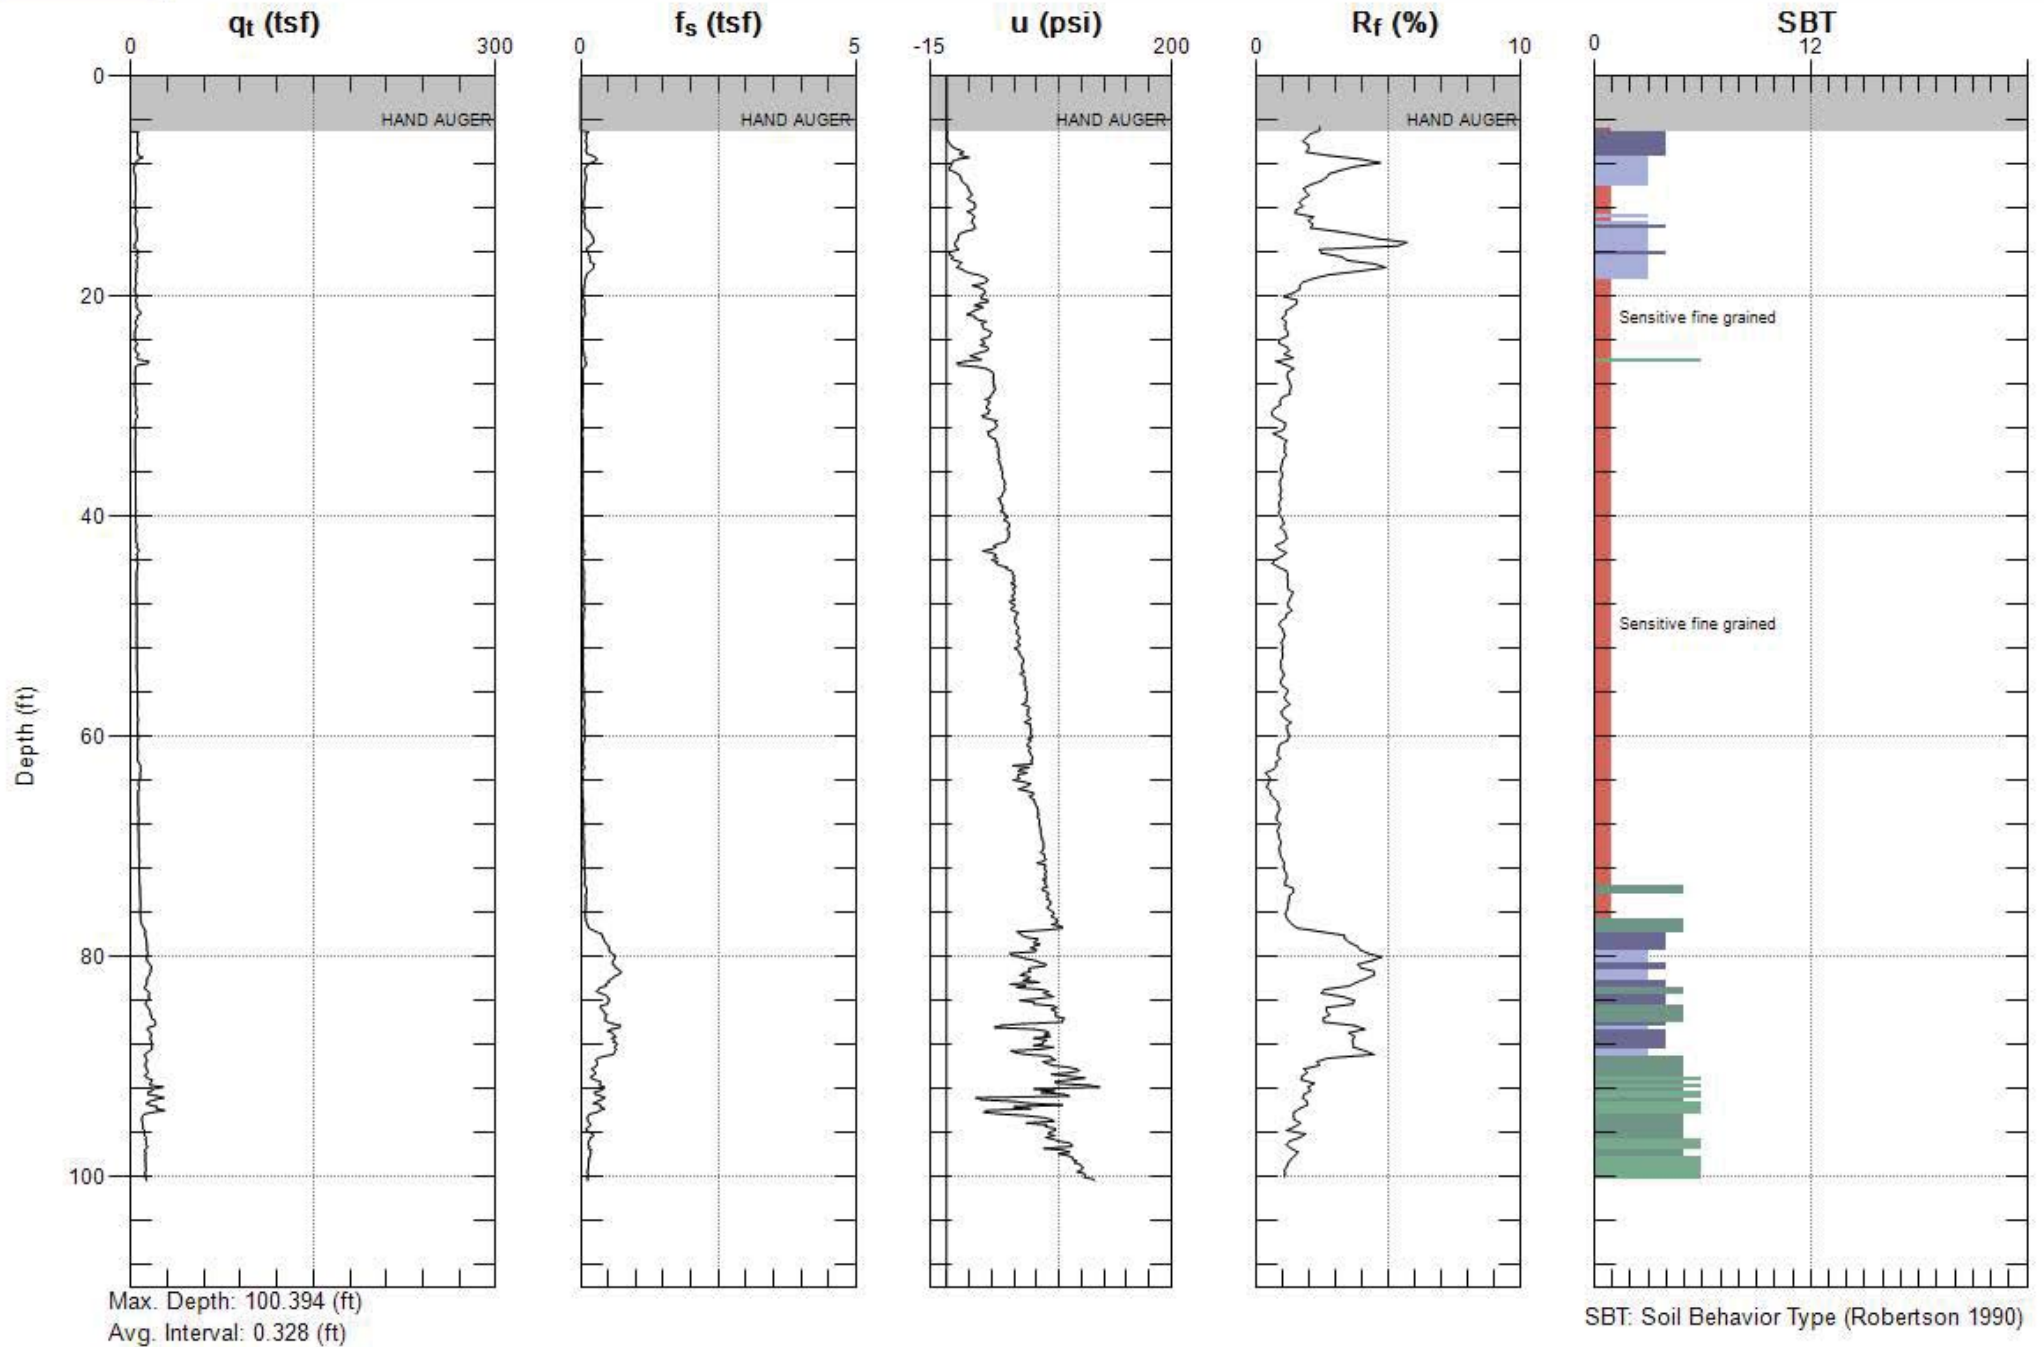 qt (tsf) fs (tsf) u (psi) Rf (%) SBT
0 300 0 5 -15 200 0 10 0 12
0
HAND AUGER HAND AUGER HAND AUGER HAND AUGER
20
Sensitive fine grained
40
Sensitive fine grained
Depth (ft)
60
80
100
Max. Depth: 100.394 (ft)
Avg. Interval: 0.328 (ft)
SBT: Soil Behavior Type (Robertson 1990)